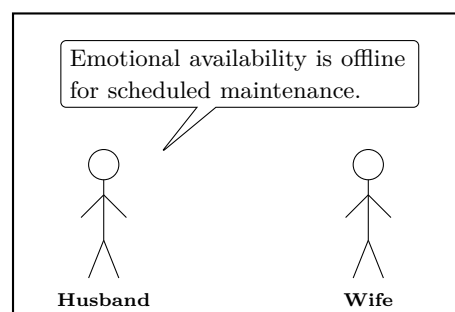 Emotional availability is offline
for scheduled maintenance.
Husband
Wife